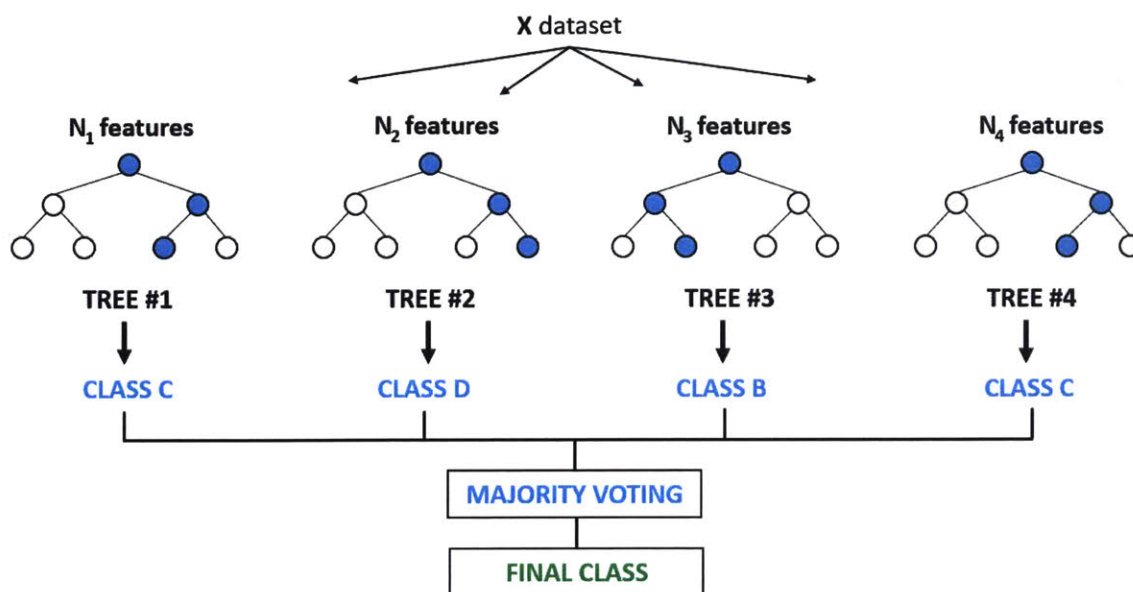 X dataset
N₁ features N₂ features N₃ features N₄ features
TREE #1 TREE #2 TREE #3 TREE #4
CLASS C CLASS D CLASS B CLASS C
MAJORITY VOTING
FINAL CLASS